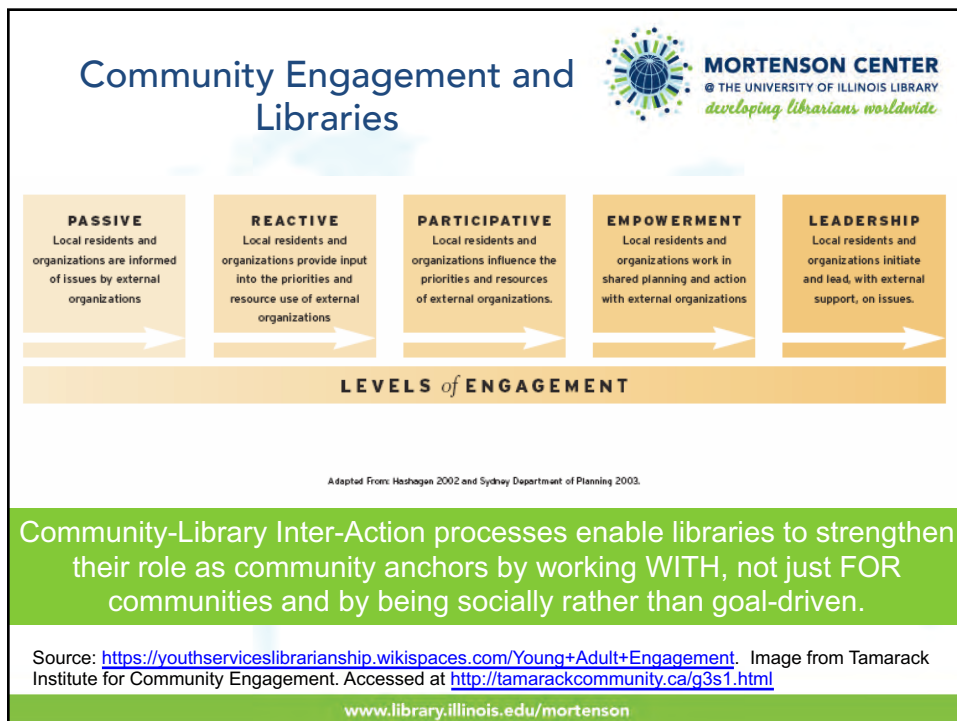 Community Engagement and
Libraries
MORTENSON CENTER
@ THE UNIVERSITY OF ILLINOIS LIBRARY
developing librarians worldwide
PASSIVE
Local residents and
organizations are informed
of issues by external
organizations
REACTIVE
Local residents and
organizations provide input
into the priorities and
resource use of external
organizations
PARTICIPATIVE
Local residents and
organizations influence the
priorities and resources
of external organizations.
EMPOWERMENT
Local residents and
organizations work in
shared planning and action
with external organizations
LEADERSHIP
Local residents and
organizations initiate
and lead, with external
support, on issues.
LEVELS of ENGAGEMENT
Adapted From: Hashagen 2002 and Sydney Department of Planning 2003.
Community-Library Inter-Action processes enable libraries to strengthen
their role as community anchors by working WITH, not just FOR
communities and by being socially rather than goal-driven.
Source: https://youthserviceslibrarianship.wikispaces.com/Young+Adult+Engagement. Image from Tamarack
Institute for Community Engagement. Accessed at http://tamarackcommunity.ca/g3s1.html
www.library.illinois.edu/mortenson